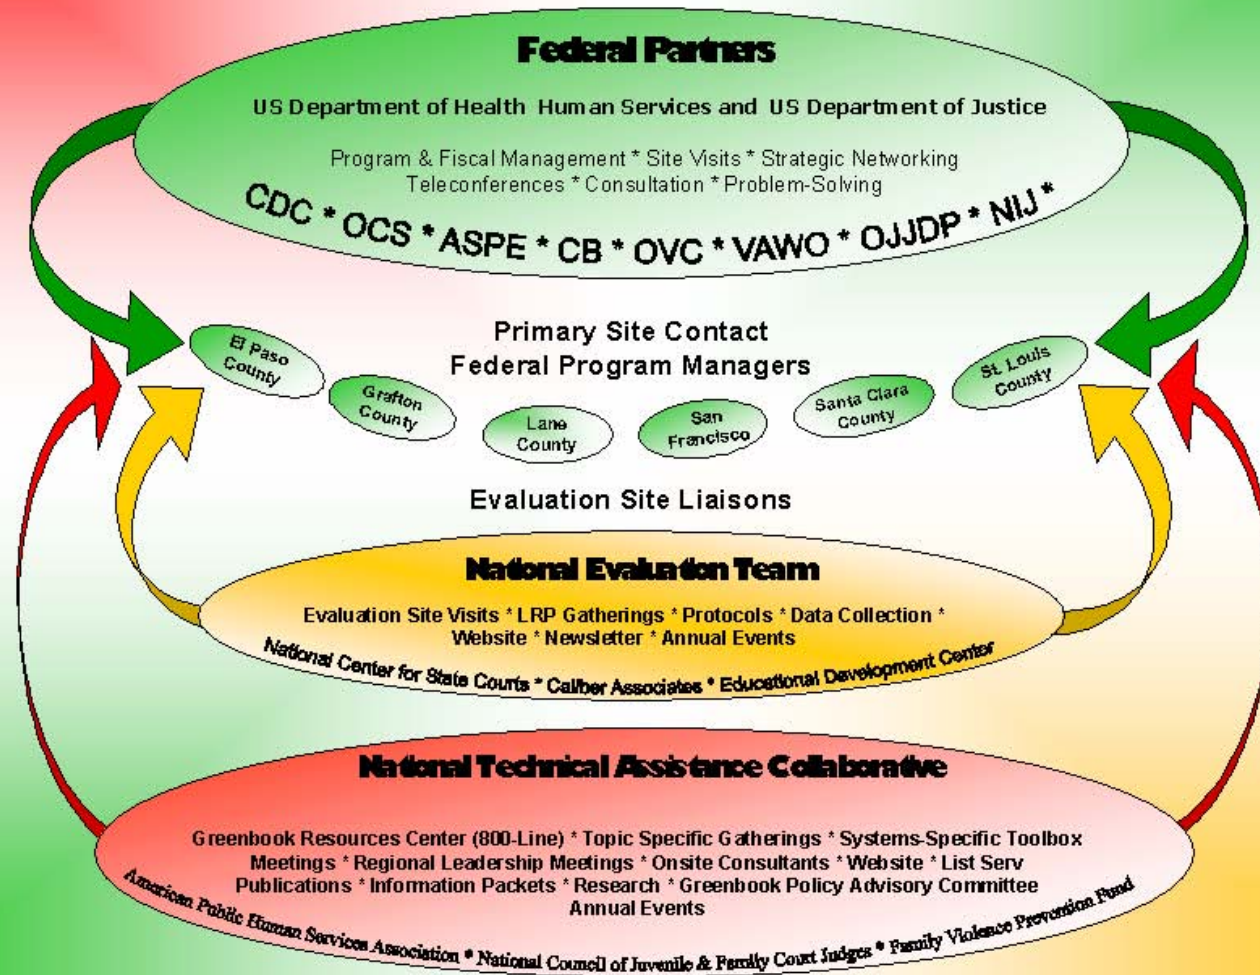 Federal Partners
US Department of Health Human Services and US Department of Justice
Program & Fiscal Management * Site Visits * Strategic Networking
Teleconferences * Consultation * Problem-Solving
CDC * OCS * ASPE * CB * OVC * VAWO * OJJDP * NIJ *
Primary Site Contact
Federal Program Managers
El Paso
County
Grafton
County
Lane
County
San
Francisco
Santa Clara
County
St. Louis
County
Evaluation Site Liaisons
National Evaluation Team
Evaluation Site Visits * LRP Gatherings * Protocols * Data Collection *
Website * Newsletter * Annual Events
National Center for State Courts * Caliber Associates * Educational Development Center
National Technical Assistance Collaborative
Greenbook Resources Center (800-Line) * Topic Specific Gatherings * Systems-Specific Toolbox
Meetings * Regional Leadership Meetings * Onsite Consultants * Website * List Serv
Publications * Information Packets * Research * Greenbook Policy Advisory Committee
Annual Events
American Public Human Services Association * National Council of Juvenile & Family Court Judges * Family Violence Prevention Fund